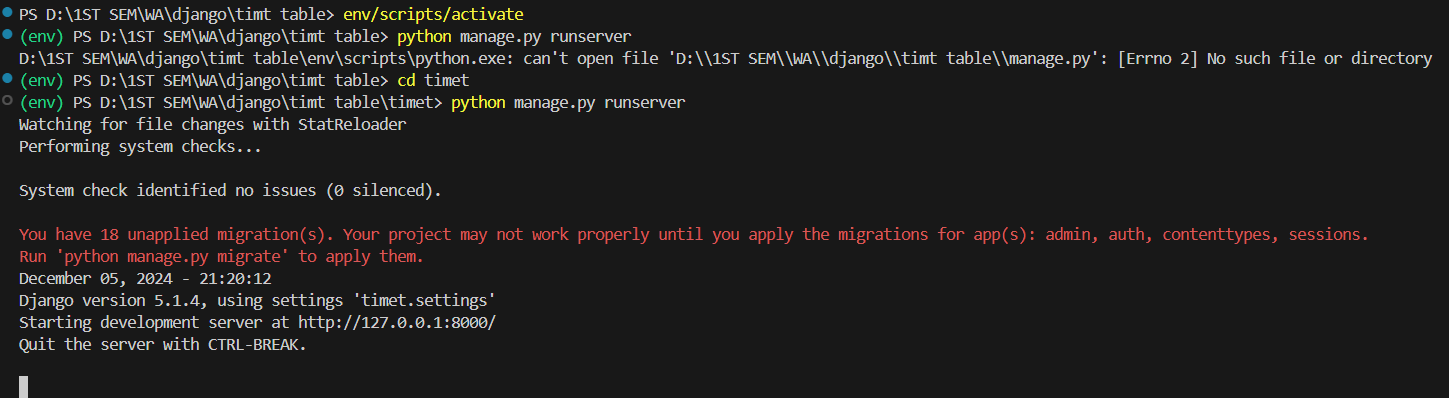 PS D:\1ST SEM\WA\django\timt table> env/scripts/activate
(env) PS D:\1ST SEM\WA\django\timt table> python manage.py runserver
D:\1ST SEM\WA\django\timt table\env\scripts\python.exe: can't open file 'D:\\1ST SEM\\WA\\django\\timt table\\manage.py': [Errno 2] No such file or directory
(env) PS D:\1ST SEM\WA\django\timt table> cd timet
(env) PS D:\1ST SEM\WA\django\timt table\timet> python manage.py runserver
Watching for file changes with StatReloader
Performing system checks...
System check identified no issues (0 silenced).
You have 18 unapplied migration(s). Your project may not work properly until you apply the migrations for app(s): admin, auth, contenttypes, sessions.
Run 'python manage.py migrate' to apply them.
December 05, 2024 - 21:20:12
Django version 5.1.4, using settings 'timet.settings'
Starting development server at http://127.0.0.1:8000/
Quit the server with CTRL-BREAK.